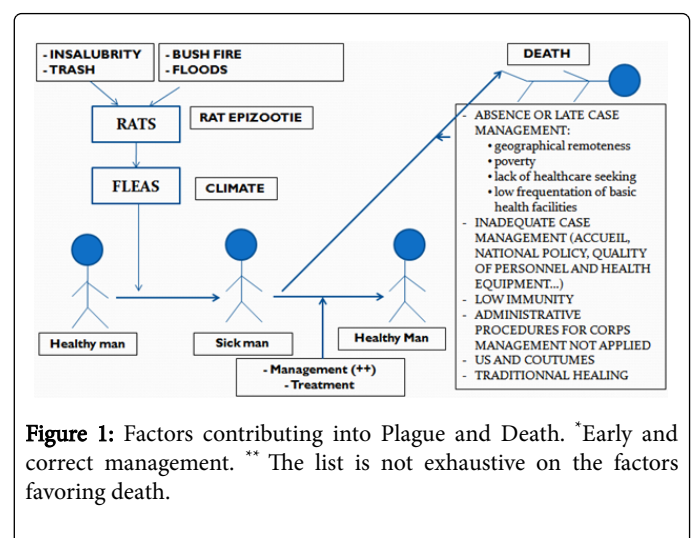 - INSALUBRITY
- TRASH
- BUSH FIRE
- FLOODS
DEATH
RATS
RAT EPIZOOTIE
FLEAS
CLIMATE
- ABSENCE OR LATE CASE
MANAGEMENT:
• geographical remoteness
• poverty
• lack of healthcare seeking
• low frequentation of basic
health facilities
- INADEQUATE CASE
MANAGEMENT (ACCUEIL,
NATIONAL POLICY, QUALITY
OF PERSONNEL AND HEALTH
EQUIPMENT...)
- LOW IMMUNITY
- ADMINISTRATIVE
PROCEDURES FOR CORPS
MANAGEMENT NOT APPLIED
- US AND COUTUMES
- TRADITIONNAL HEALING
Healthy man
Sick man
Healthy Man
- Management (++)
- Treatment
Figure 1: Factors contributing into Plague and Death. *Early and
correct management. ** The list is not exhaustive on the factors
favoring death.